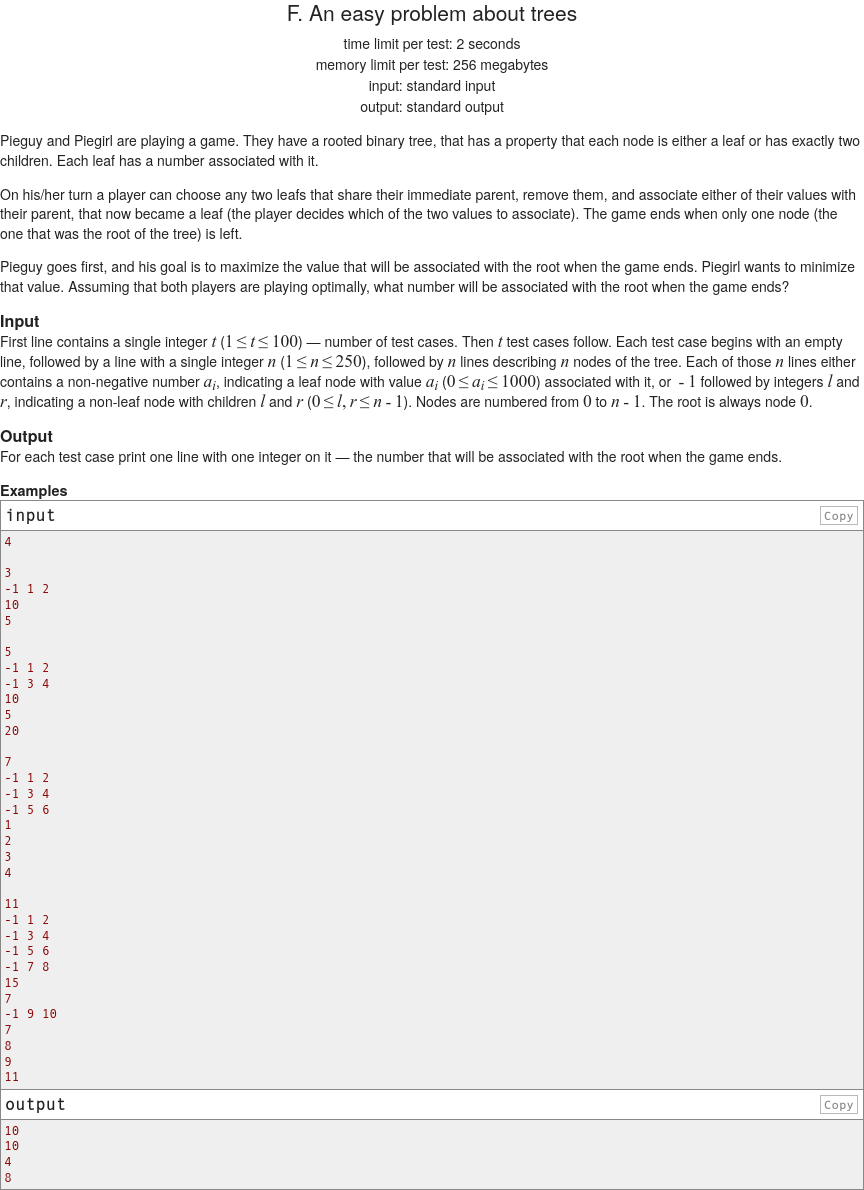 F. An easy problem about trees
time limit per test: 2 seconds
memory limit per test: 256 megabytes
input: standard input
output: standard output
Pieguy and Piegirl are playing a game. They have a rooted binary tree, that has a property that each node is either a leaf or has exactly two
children. Each leaf has a number associated with it.
On his/her turn a player can choose any two leafs that share their immediate parent, remove them, and associate either of their values with
their parent, that now became a leaf (the player decides which of the two values to associate). The game ends when only one node (the
one that was the root of the tree) is left.
Pieguy goes first, and his goal is to maximize the value that will be associated with the root when the game ends. Piegirl wants to minimize
that value. Assuming that both players are playing optimally, what number will be associated with the root when the game ends?
Input
First line contains a single integer t (1 ≤ t ≤ 100) — number of test cases. Then t test cases follow. Each test case begins with an empty
line, followed by a line with a single integer n (1 ≤ n ≤ 250), followed by n lines describing n nodes of the tree. Each of those n lines either
contains a non-negative number aᵢ, indicating a leaf node with value aᵢ (0 ≤ aᵢ ≤ 1000) associated with it, or - 1 followed by integers l and
r, indicating a non-leaf node with children l and r (0 ≤ l, r ≤ n - 1). Nodes are numbered from 0 to n - 1. The root is always node 0.
Output
For each test case print one line with one integer on it — the number that will be associated with the root when the game ends.
Examples
input Copy
4
3
-1 1 2
10
5
5
-1 1 2
-1 3 4
10
5
20
7
-1 1 2
-1 3 4
-1 5 6
1
2
3
4
11
-1 1 2
-1 3 4
-1 5 6
-1 7 8
15
7
-1 9 10
7
8
9
11
output Copy
10
10
4
8